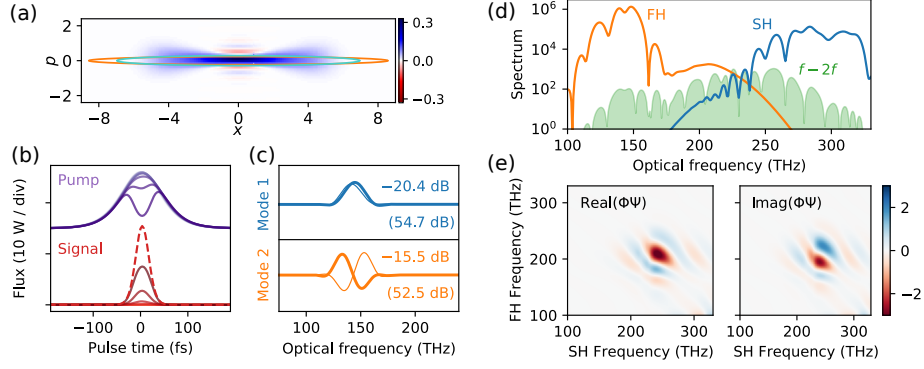 (a)
p
2
0
−2
−8
−4
0
4
8
x
0.3
0.0
−0.3
(b)
Pump
Signal
Flux (10 W / div)
−100
0
100
Pulse time (fs)
(c)
Mode 1
−20.4 dB
(54.7 dB)
Mode 2
−15.5 dB
(52.5 dB)
100
150
200
Optical frequency (THz)
(d)
Spectrum
10^6
10^4
10^2
10^0
FH
SH
f−2f
100
150
200
250
300
Optical frequency (THz)
(e)
FH Frequency (THz)
300
200
100
Real(ΦΨ)
100
200
300
SH Frequency (THz)
Imag(ΦΨ)
100
200
300
SH Frequency (THz)
2
0
−2